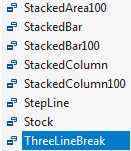 StackedArea100
StackedBar
StackedBar100
StackedColumn
StackedColumn100
StepLine
Stock
ThreeLineBreak